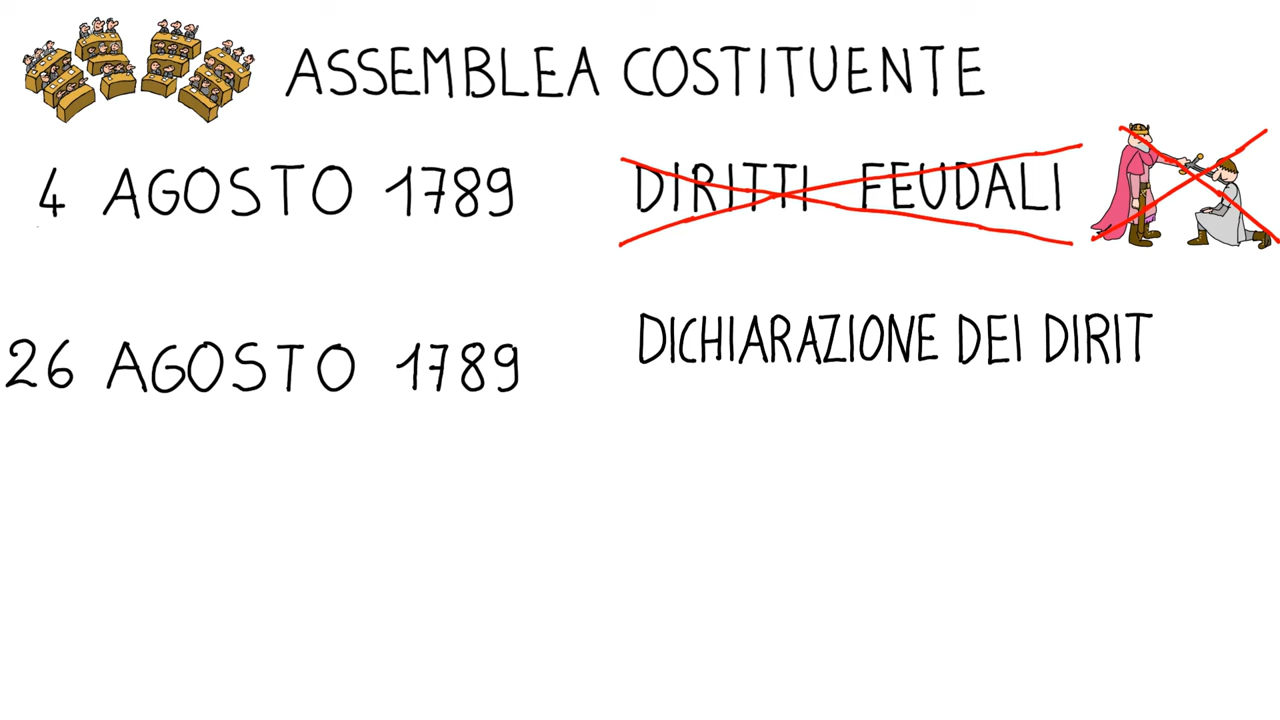 ASSEMBLEA COSTITUENTE
4 AGOSTO 1789 DIRITTI FEUDALI
26 AGOSTO 1789 DICHIARAZIONE DEI DIRIT